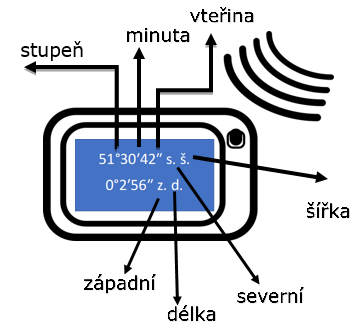 vteřina
minuta
stupeň
51°30’42” s. š.
0°2’56” z. d.
šířka
západní
severní
délka